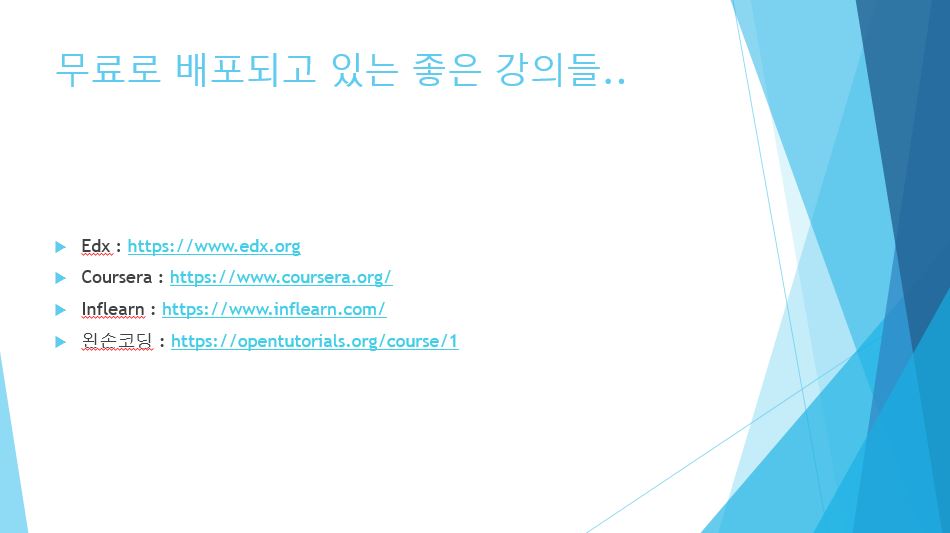 무료로 배포되고 있는 좋은 강의들..
Edx : https://www.edx.org
Coursera : https://www.coursera.org/
Inflearn : https://www.inflearn.com/
왼손코딩 : https://opentutorials.org/course/1